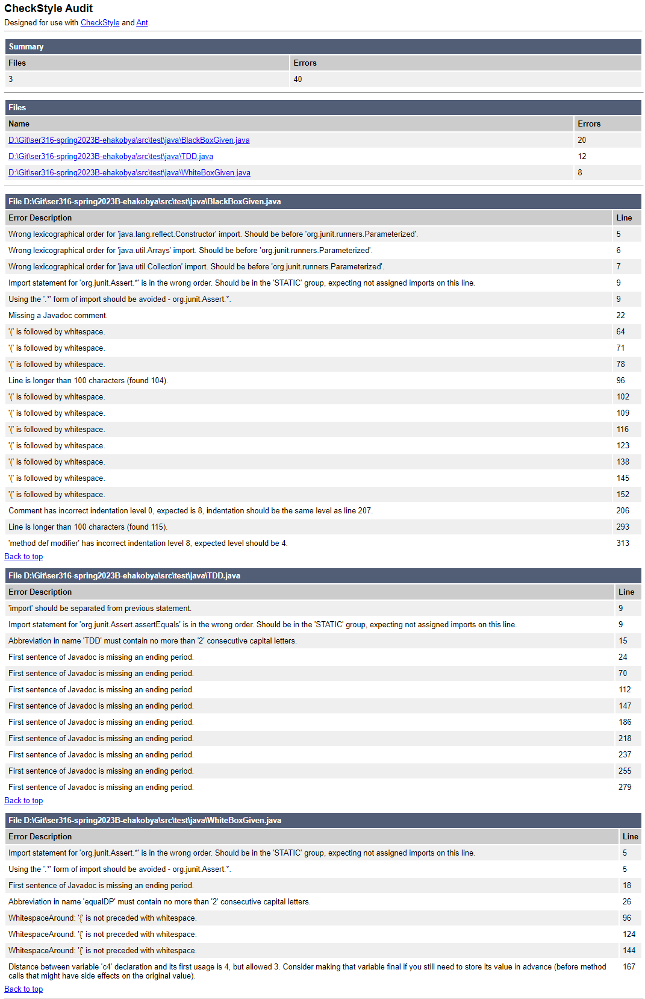 CheckStyle Audit
Designed for use with CheckStyle and Ant.
Summary
Files Errors
3 40
Files
Name Errors
D:\Git\ser316-spring2023B-ehakobya\src\test\java\BlackBoxGiven.java 20
D:\Git\ser316-spring2023B-ehakobya\src\test\java\TDD.java 12
D:\Git\ser316-spring2023B-ehakobya\src\test\java\WhiteBoxGiven.java 8
File D:\Git\ser316-spring2023B-ehakobya\src\test\java\BlackBoxGiven.java
Error Description Line
Wrong lexicographical order for 'java.lang.reflect.Constructor' import. Should be before 'org.junit.runners.Parameterized'. 5
Wrong lexicographical order for 'java.util.Arrays' import. Should be before 'org.junit.runners.Parameterized'. 6
Wrong lexicographical order for 'java.util.Collection' import. Should be before 'org.junit.runners.Parameterized'. 7
Import statement for 'org.junit.Assert.*' is in the wrong order. Should be in the 'STATIC' group, expecting not assigned imports on this line. 9
Using the '.*' form of import should be avoided - org.junit.Assert.*. 9
Missing a Javadoc comment. 22
'(' is followed by whitespace. 64
'(' is followed by whitespace. 71
'(' is followed by whitespace. 78
Line is longer than 100 characters (found 104). 96
'(' is followed by whitespace. 102
'(' is followed by whitespace. 109
'(' is followed by whitespace. 116
'(' is followed by whitespace. 123
'(' is followed by whitespace. 138
'(' is followed by whitespace. 145
'(' is followed by whitespace. 152
Comment has incorrect indentation level 0, expected is 8, indentation should be the same level as line 207. 206
Line is longer than 100 characters (found 115). 293
'method def modifier' has incorrect indentation level 8, expected level should be 4. 313
Back to top
File D:\Git\ser316-spring2023B-ehakobya\src\test\java\TDD.java
Error Description Line
'import' should be separated from previous statement. 9
Import statement for 'org.junit.Assert.assertEquals' is in the wrong order. Should be in the 'STATIC' group, expecting not assigned imports on this line. 9
Abbreviation in name 'TDD' must contain no more than '2' consecutive capital letters. 15
First sentence of Javadoc is missing an ending period. 24
First sentence of Javadoc is missing an ending period. 70
First sentence of Javadoc is missing an ending period. 112
First sentence of Javadoc is missing an ending period. 147
First sentence of Javadoc is missing an ending period. 186
First sentence of Javadoc is missing an ending period. 218
First sentence of Javadoc is missing an ending period. 237
First sentence of Javadoc is missing an ending period. 255
First sentence of Javadoc is missing an ending period. 279
Back to top
File D:\Git\ser316-spring2023B-ehakobya\src\test\java\WhiteBoxGiven.java
Error Description Line
Import statement for 'org.junit.Assert.*' is in the wrong order. Should be in the 'STATIC' group, expecting not assigned imports on this line. 5
Using the '.*' form of import should be avoided - org.junit.Assert.*. 5
First sentence of Javadoc is missing an ending period. 18
Abbreviation in name 'equalDP' must contain no more than '2' consecutive capital letters. 26
WhitespaceAround: '{' is not preceded with whitespace. 96
WhitespaceAround: '{' is not preceded with whitespace. 124
WhitespaceAround: '{' is not preceded with whitespace. 144
Distance between variable 'c4' declaration and its first usage is 4, but allowed 3. Consider making that variable final if you still need to store its value in advance (before method 167
calls that might have side effects on the original value).
Back to top